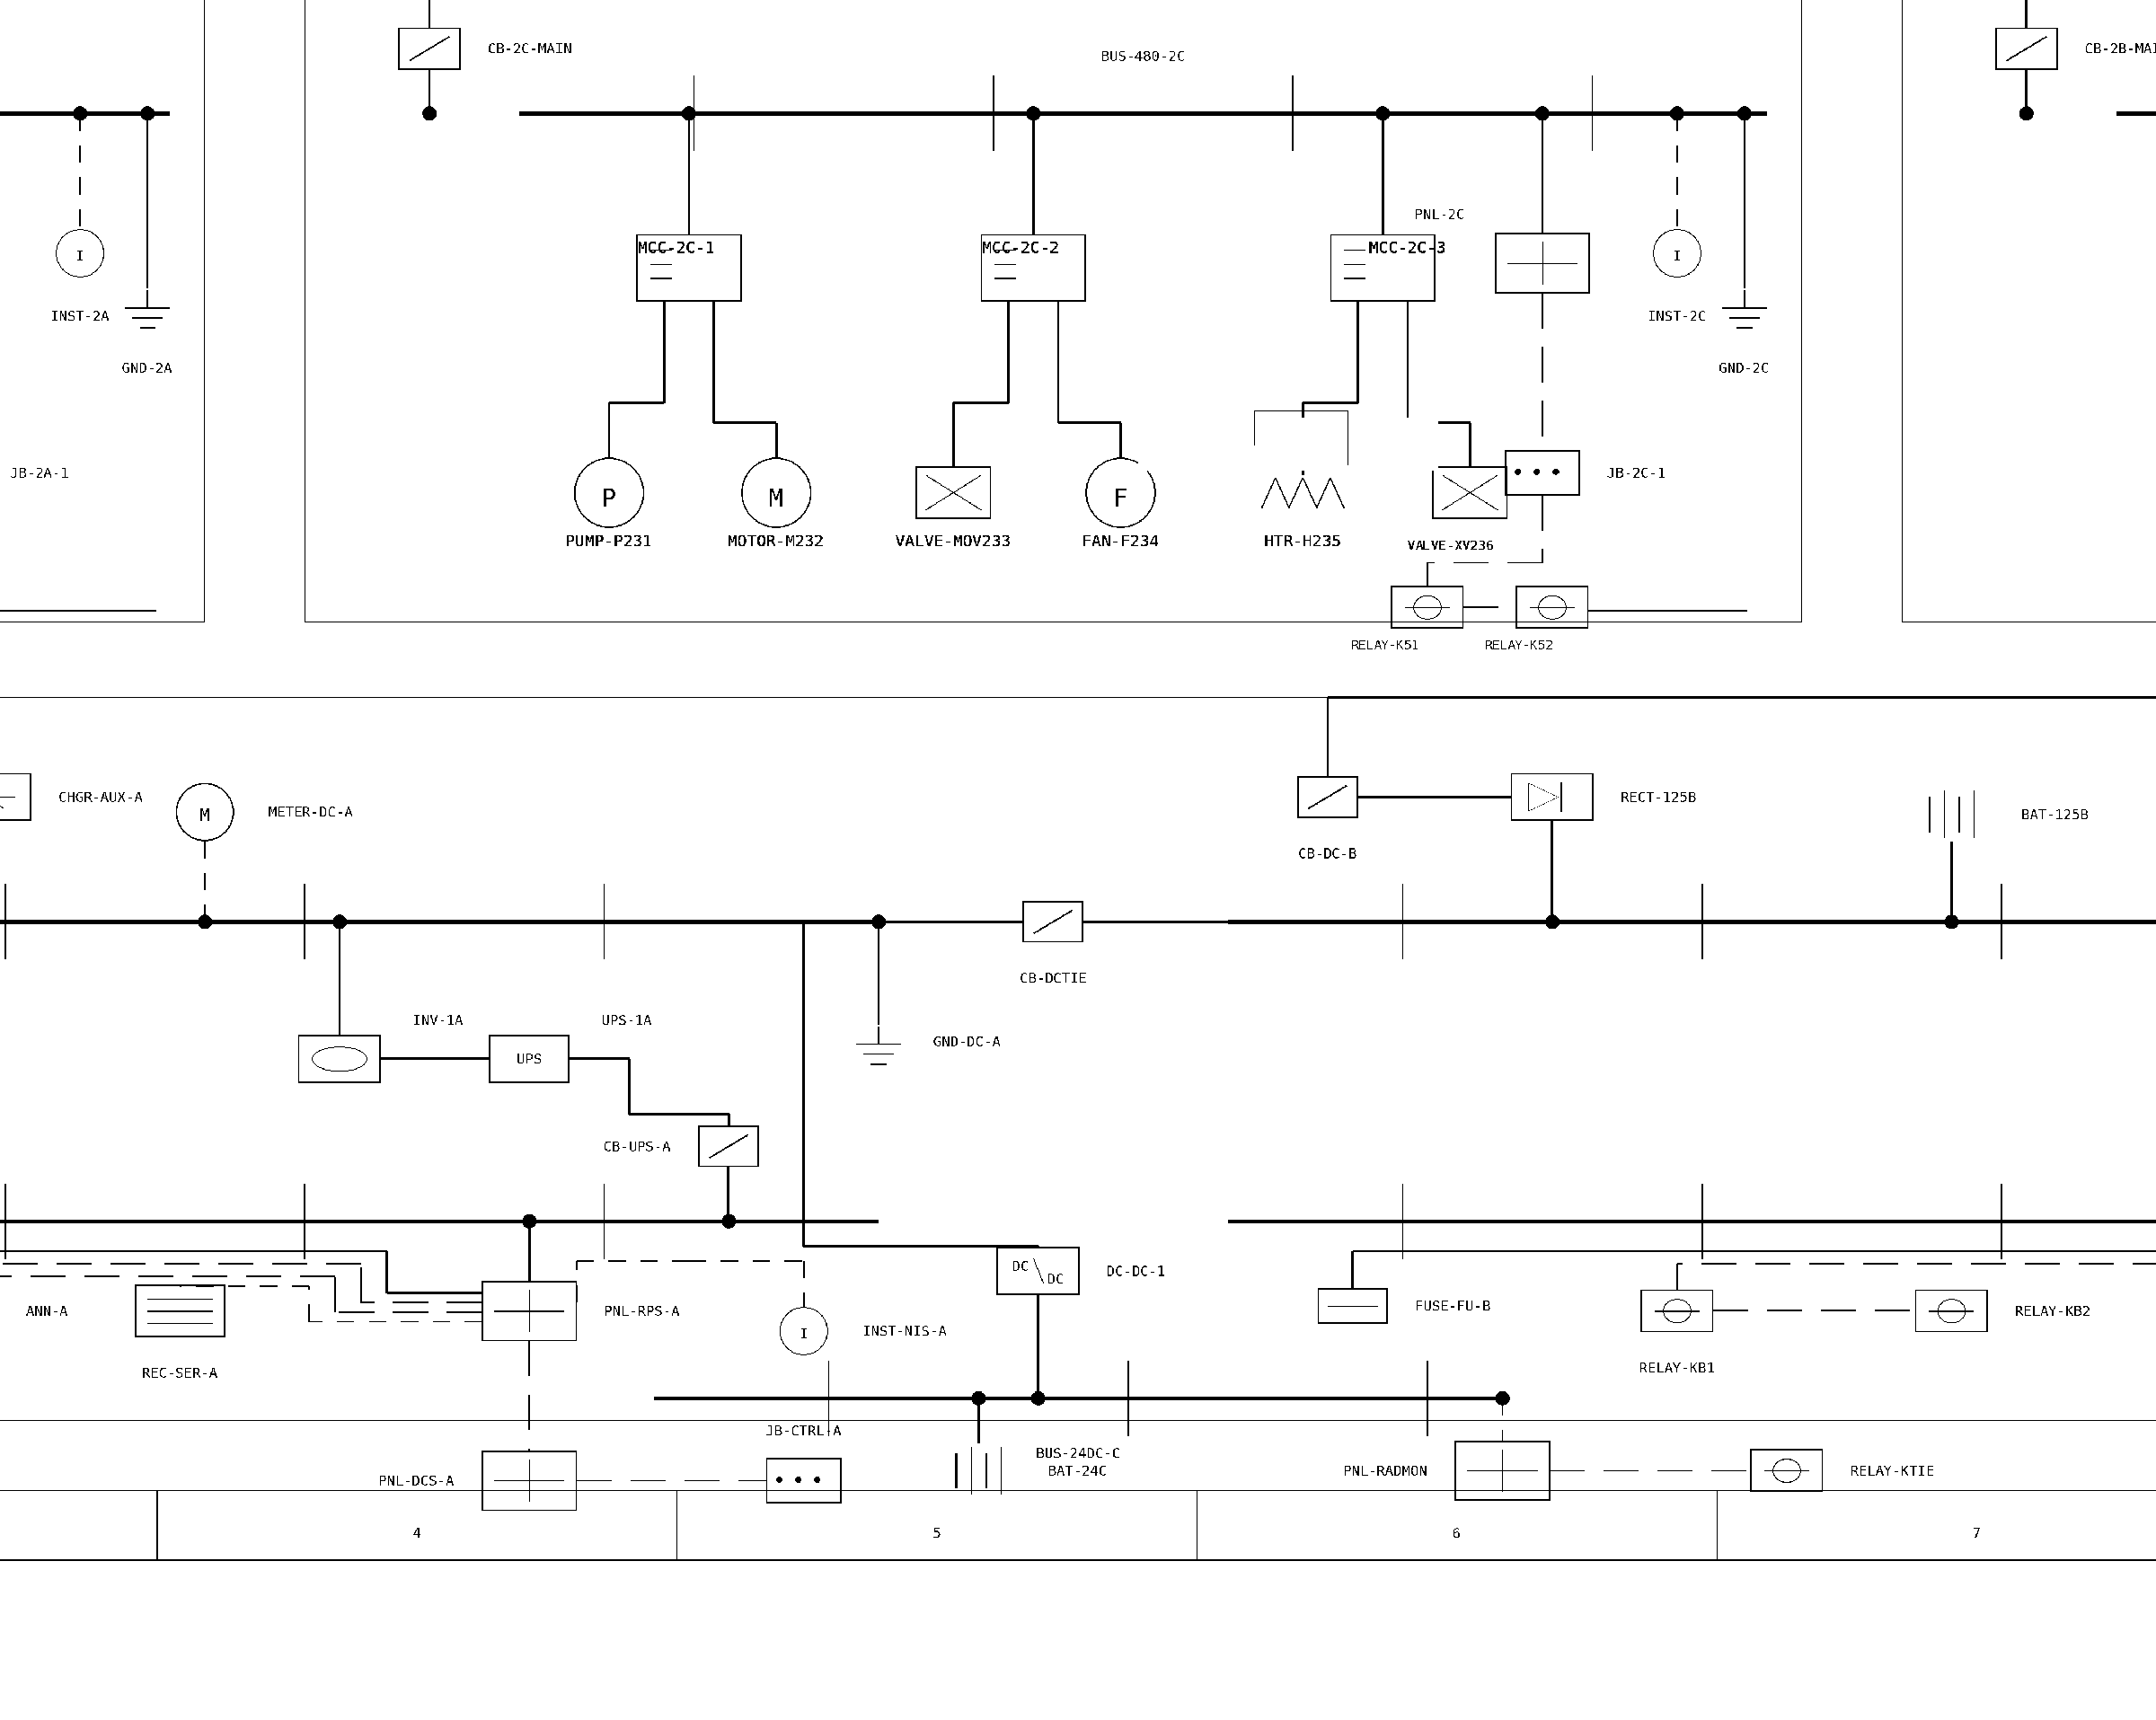 CB-2C-MAIN
BUS-480-2C
PNL-2C
MCC-2C-1
MCC-2C-2
MCC-2C-3
I
I
INST-2A
INST-2C
GND-2A
GND-2C
JB-2A-1
JB-2C-1
P
M
F
PUMP-P231
MOTOR-M232
VALVE-MOV233
FAN-F234
HTR-H235
VALVE-XV236
RELAY-K51
RELAY-K52
CHGR-AUX-A
M
METER-DC-A
RECT-125B
BAT-125B
CB-DC-B
CB-DCTIE
INV-1A
UPS-1A
GND-DC-A
UPS
CB-UPS-A
DC
DC
DC-DC-1
ANN-A
PNL-RPS-A
I
INST-NIS-A
FUSE-FU-B
RELAY-KB2
REC-SER-A
RELAY-KB1
JB-CTRL-A
BUS-24DC-C
BAT-24C
PNL-DCS-A
PNL-RADMON
RELAY-KTIE
4
5
6
7